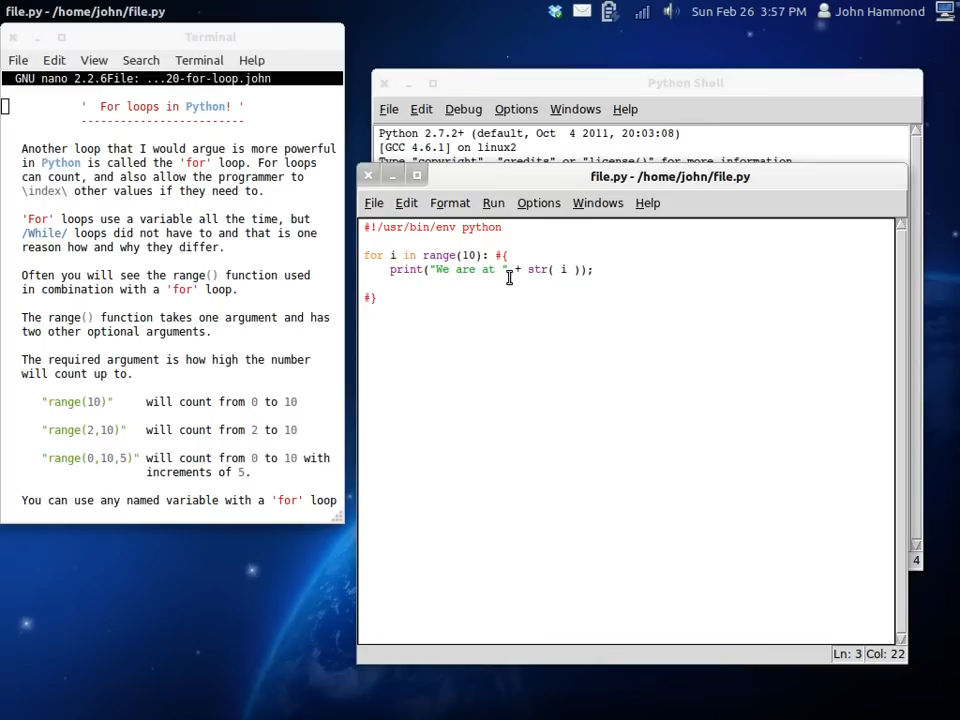 file.py - /home/john/file.py
Sun Feb 26 3:57 PM John Hammond
Terminal
File Edit View Search Terminal Help
GNU nano 2.2.6File: ...20-for-loop.john
' For loops in Python! '
-------------------------
Another loop that I would argue is more powerful
in Python is called the 'for' loop. For loops
can count, and also allow the programmer to
\index\ other values if they need to.
'For' loops use a variable all the time, but
/While/ loops did not have to and that is one
reason how and why they differ.
Often you will see the range() function used
in combination with a 'for' loop.
The range() function takes one argument and has
two other optional arguments.
The required argument is how high the number
will count up to.
"range(10)" will count from 0 to 10
"range(2,10)" will count from 2 to 10
"range(0,10,5)" will count from 0 to 10 with
increments of 5.
You can use any named variable with a 'for' loop
Python Shell
File Edit Debug Options Windows Help
Python 2.7.2+ (default, Oct 4 2011, 20:03:08)
[GCC 4.6.1] on linux2
Type "copyright", "credits" or "license()" for more information.
file.py - /home/john/file.py
File Edit Format Run Options Windows Help
#!/usr/bin/env python
for i in range(10): #{
print("We are at " + str( i ));
#}
Ln: 3 Col: 22
4